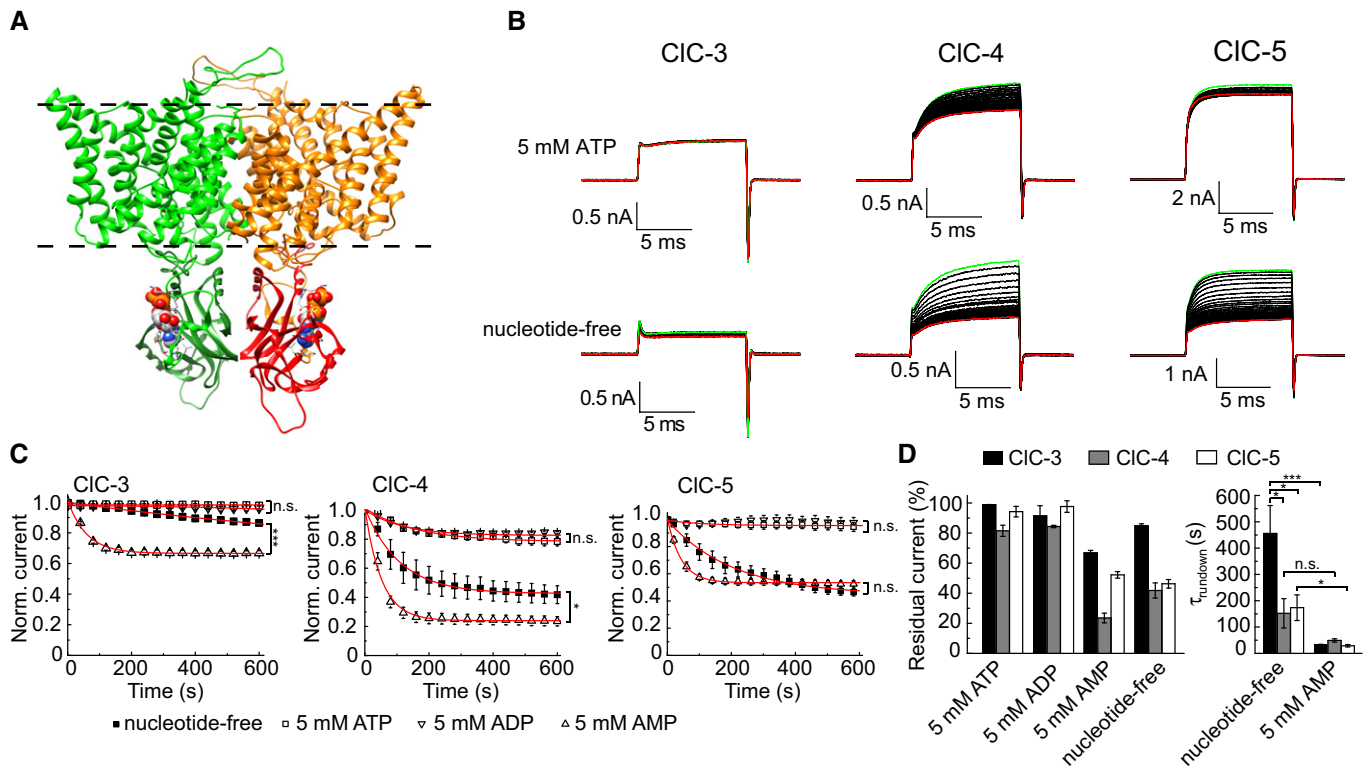 A
B
ClC-3
ClC-4
ClC-5
5 mM ATP
0.5 nA
5 ms
0.5 nA
5 ms
2 nA
5 ms
nucleotide-free
0.5 nA
5 ms
0.5 nA
5 ms
1 nA
5 ms
C
ClC-3
Norm. current
1.0
0.8
0.6
0.4
0.2
0
0 200 400 600
Time (s)
n.s.
***
ClC-4
Norm. current
1.0
0.8
0.6
0.4
0.2
0
0 200 400 600
Time (s)
n.s.
*
ClC-5
Norm. current
1.0
0.8
0.6
0.4
0.2
0
0 200 400 600
Time (s)
n.s.
n.s.
nucleotide-free 5 mM ATP 5 mM ADP 5 mM AMP
D
ClC-3 ClC-4 ClC-5
Residual current (%)
100
80
60
40
20
0
5 mM ATP
5 mM ADP
5 mM AMP
nucleotide-free
τrundown (s)
600
500
400
300
200
100
0
***
*
*
n.s.
*
nucleotide-free
5 mM AMP